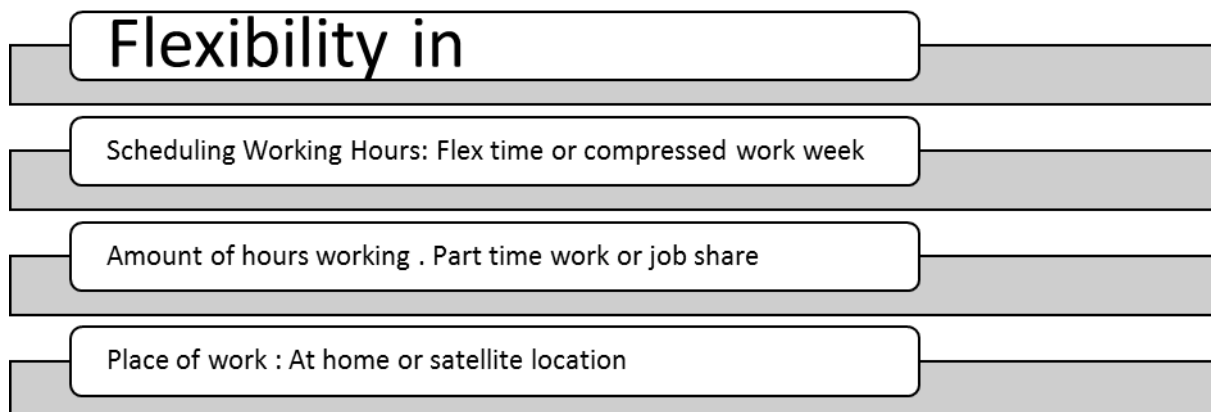 Flexibility in
Scheduling Working Hours: Flex time or compressed work week
Amount of hours working . Part time work or job share
Place of work : At home or satellite location